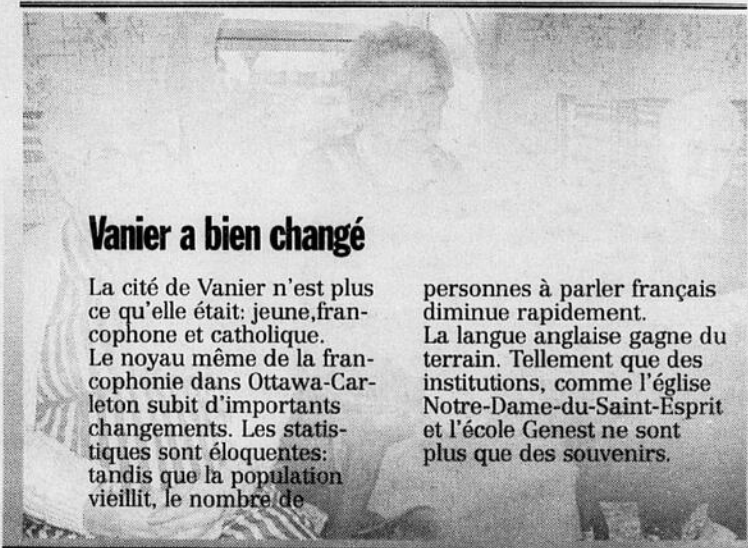 Vanier a bien changé
La cité de Vanier n'est plus
ce qu'elle était: jeune,fran-
cophone et catholique.
Le noyau même de la fran-
cophonie dans Ottawa-Car-
leton subit d'importants
changements. Les statis-
tiques sont éloquentes:
tandis que la population
vieillit, le nombre de
personnes à parler français
diminue rapidement.
La langue anglaise gagne du
terrain. Tellement que des
institutions, comme l'église
Notre-Dame-du-Saint-Esprit
et l'école Genest ne sont
plus que des souvenirs.